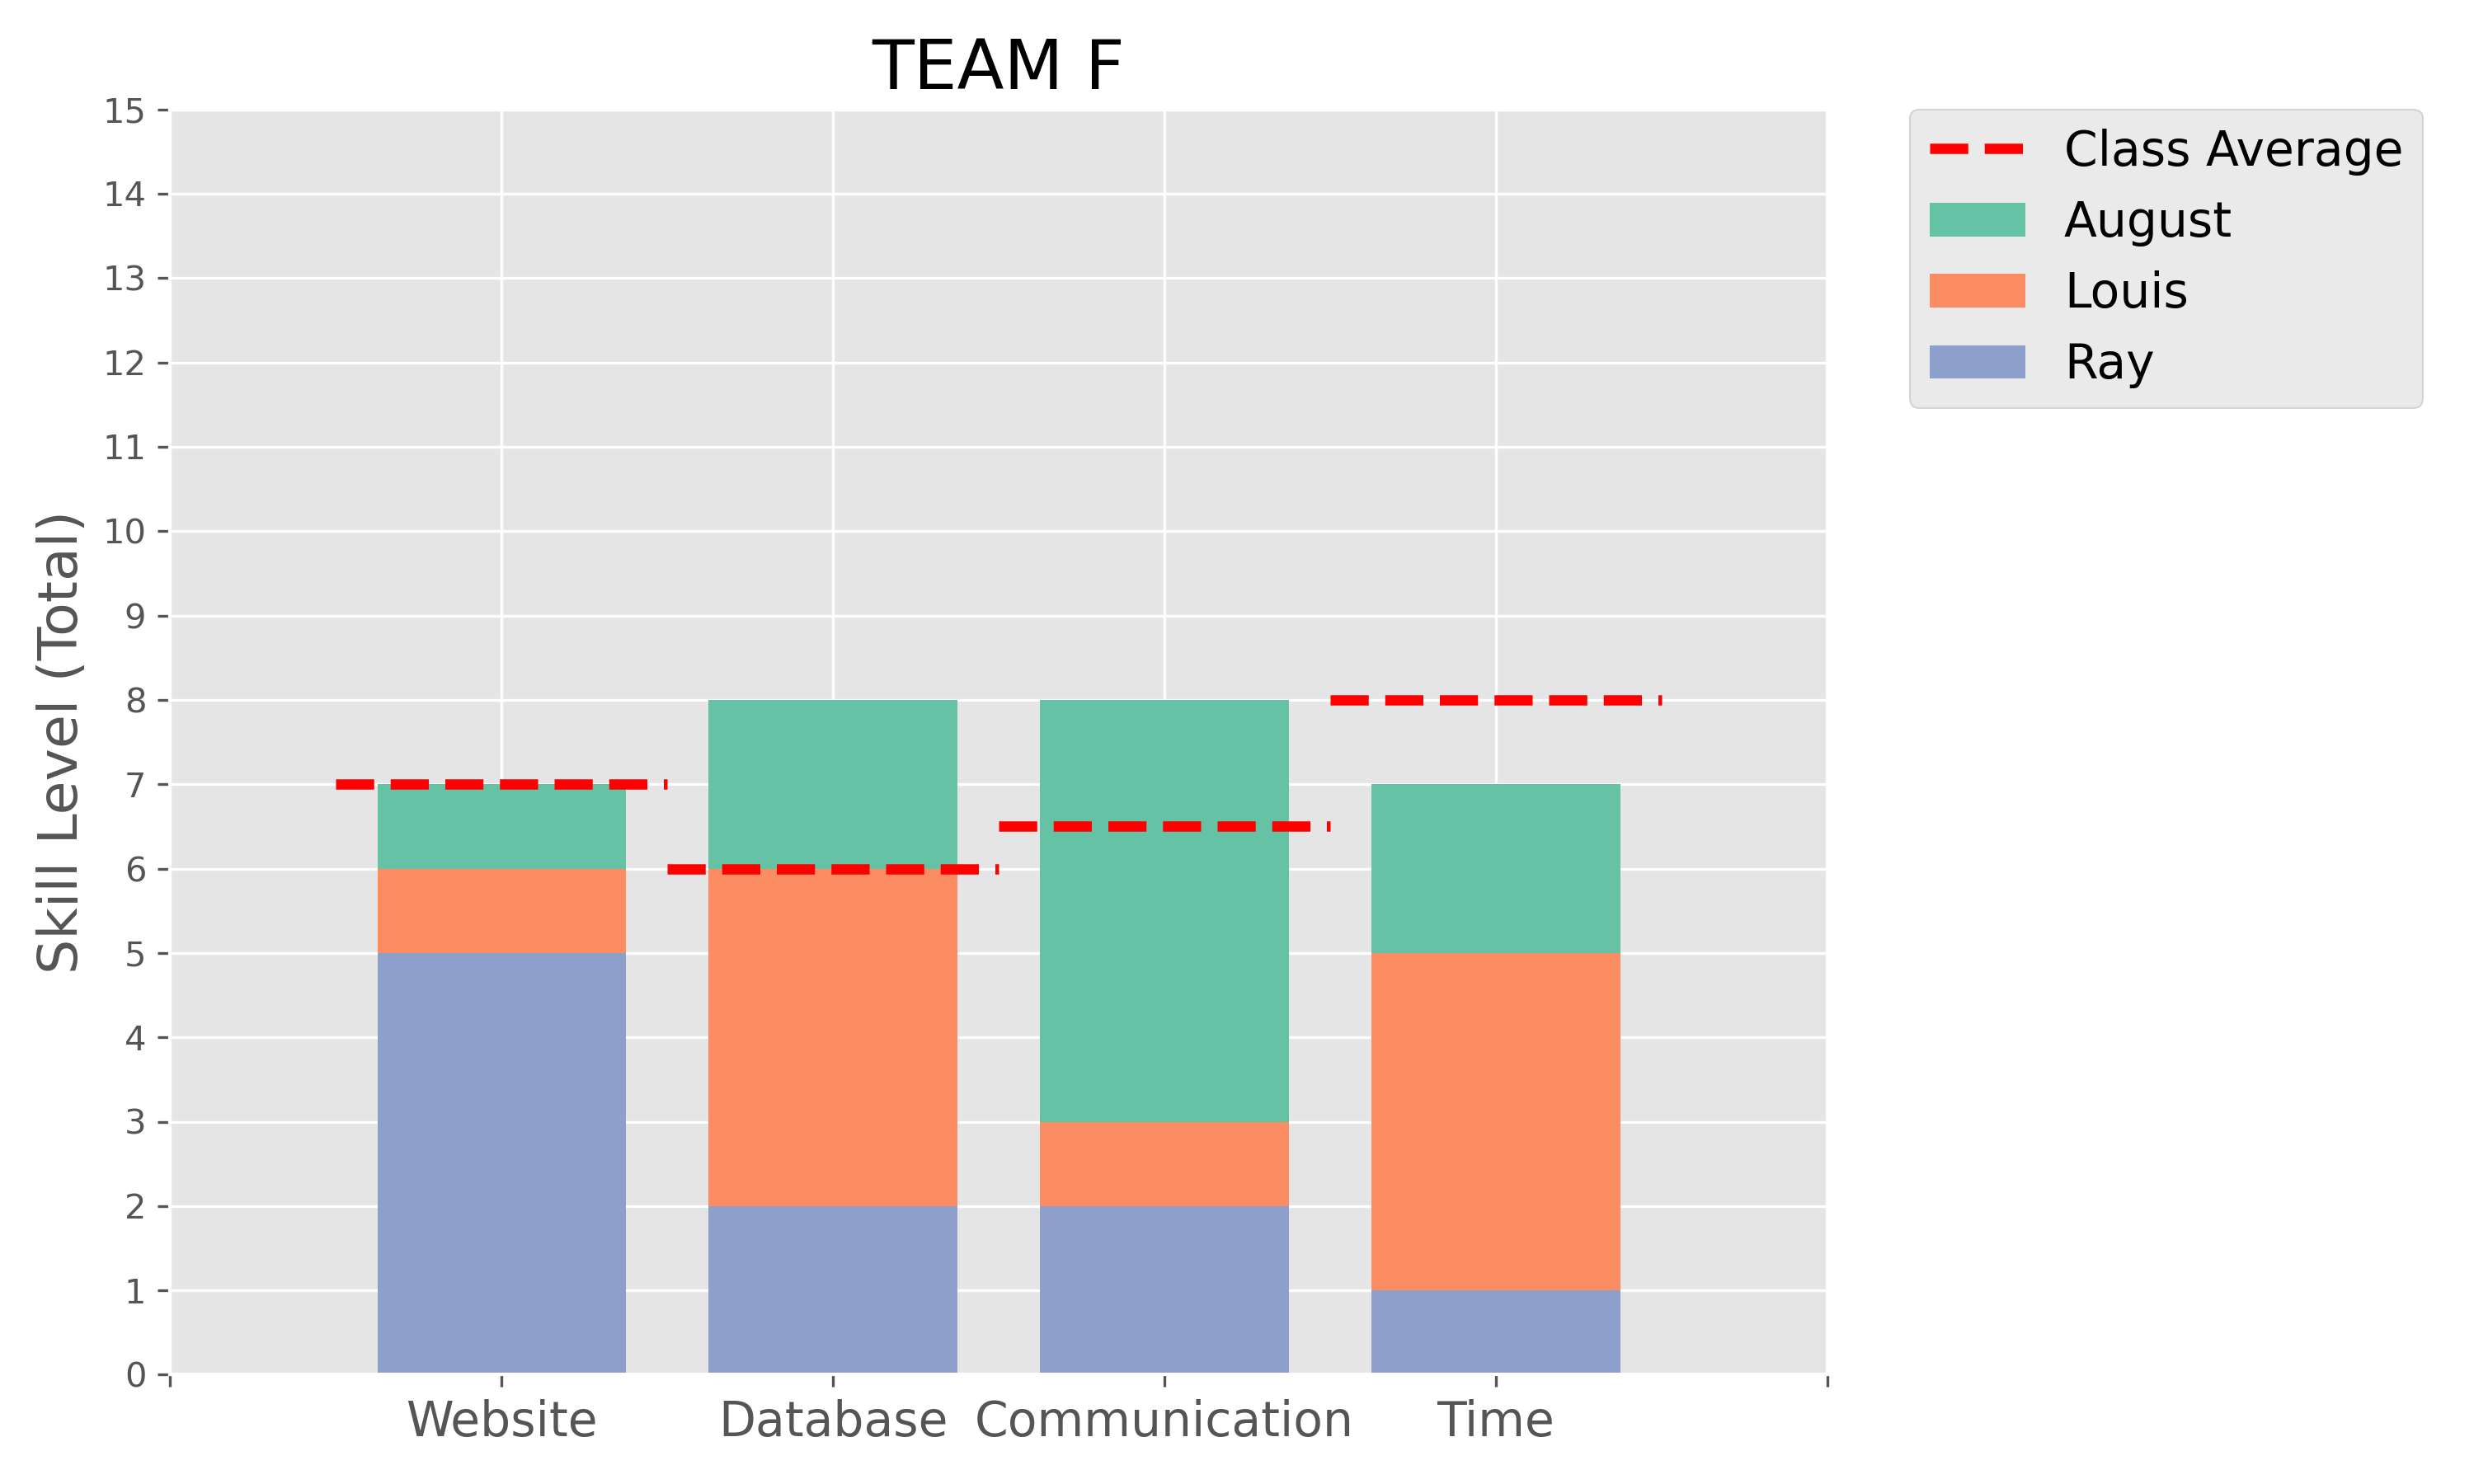 TEAM F
Class Average
August
Louis
Ray
Skill Level (Total)
15
14
13
12
11
10
9
8
7
6
5
4
3
2
1
0
Website Database Communication Time